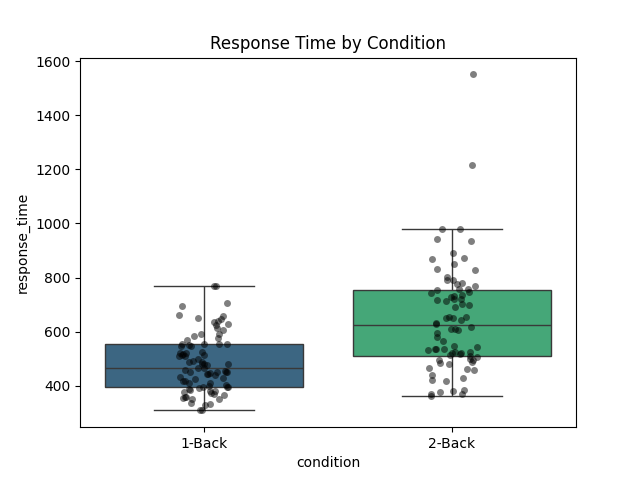 Response Time by Condition
1600
1400
1200
1000
800
600
400
response_time
1-Back
2-Back
condition